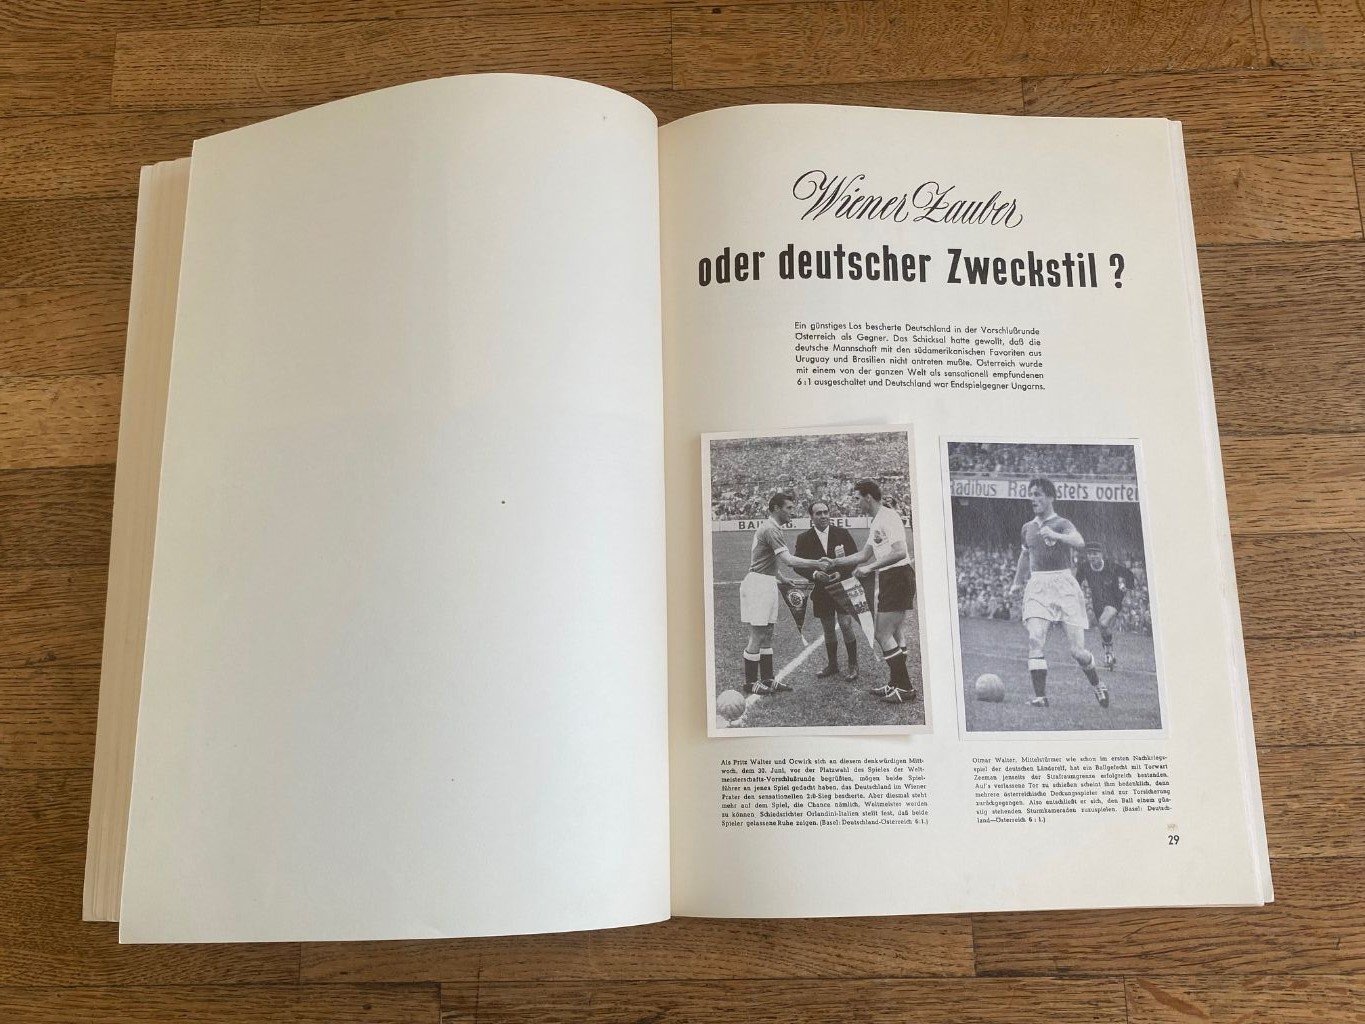 Wiener Zauber
oder deutscher Zweckstil ?
Ein günstiges Los bescherte Deutschland in der Vorschlußrunde
Österreich als Gegner. Das Schicksal hatte gewollt, daß die
deutsche Mannschaft mit den südamerikanischen Favoriten aus
Uruguay und Brasilien nicht antreten mußte. Österreich wurde
mit einem von der ganzen Welt als sensationell empfundenen
6:1 ausgeschaltet und Deutschland war Endspielgegner Ungarns.
BASEL
Radibus Ra stets vortei
Als Fritz Walter und Ocwirk sich an diesem denkwürdigen Mitt-
woch, dem 30. Juni, vor der Platzwahl des Spieles der Welt-
meisterschafts-Vorschlußrunde begrüßten, mögen beide Spiel-
führer an jenes Spiel gedacht haben, das Deutschland im Wiener
Prater den sensationellen 2:0-Sieg bescherte. Aber diesmal steht
mehr auf dem Spiel, die Chance nämlich, Weltmeister werden
zu können. Schiedsrichter Orlandini-Italien stellt fest, daß beide
Spieler gelassene Ruhe zeigen. (Basel: Deutschland-Österreich 6:1.)
Otmar Walter, Mittelstürmer wie schon im ersten Nachkriegs-
spiel der deutschen Länderelf, hat ein Ballgefecht mit Torwart
Zeeman jenseits der Strafraumgrenze erfolgreich bestanden.
Auf's verlassene Tor zu schießen scheint ihm bedenklich, denn
mehrere österreichische Deckungsspieler sind zur Torsicherung
zurückgegangen. Also entschließt er sich, den Ball einem gün-
stig stehenden Sturmkameraden zuzuspielen. (Basel: Deutsch-
land—Österreich 6 : 1.)
29